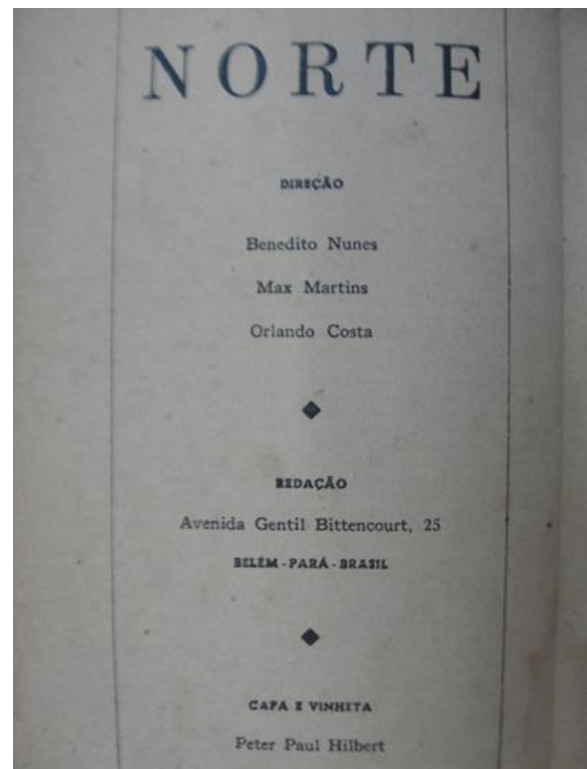 NORTE
DIREÇÃO
Benedito Nunes
Max Martins
Orlando Costa
REDAÇÃO
Avenida Gentil Bittencourt, 25
BELÉM - PARÁ - BRASIL
CAPA E VINHETA
Peter Paul Hilbert